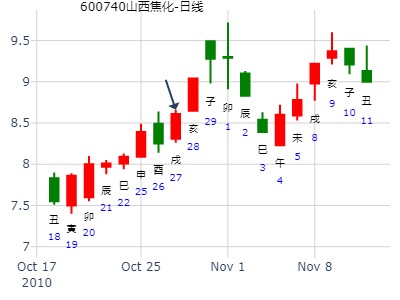 600740山西焦化-日线
9.5
9
8.5
8
7.5
7
丑
18
寅
19
卯
20
辰
21
巳
22
申
25
酉
26
戌
27
亥
28
子
29
卯
1
辰
2
巳
3
午
4
未
5
戌
8
亥
9
子
10
丑
11
Oct 17
2010
Oct 25
Nov 1
Nov 8